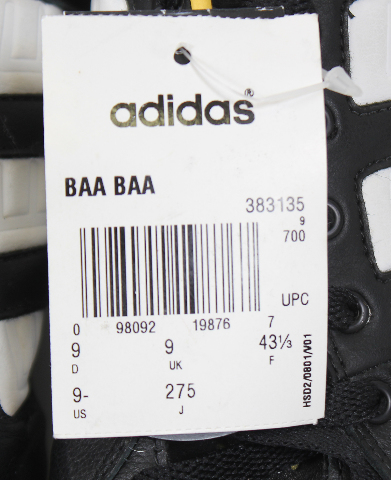 adidas®
BAA BAA
383135
9
700
UPC
0 98092 19876 7
9 9 43⅓
D UK F
9- 275
US J
HSD2/0801/V01